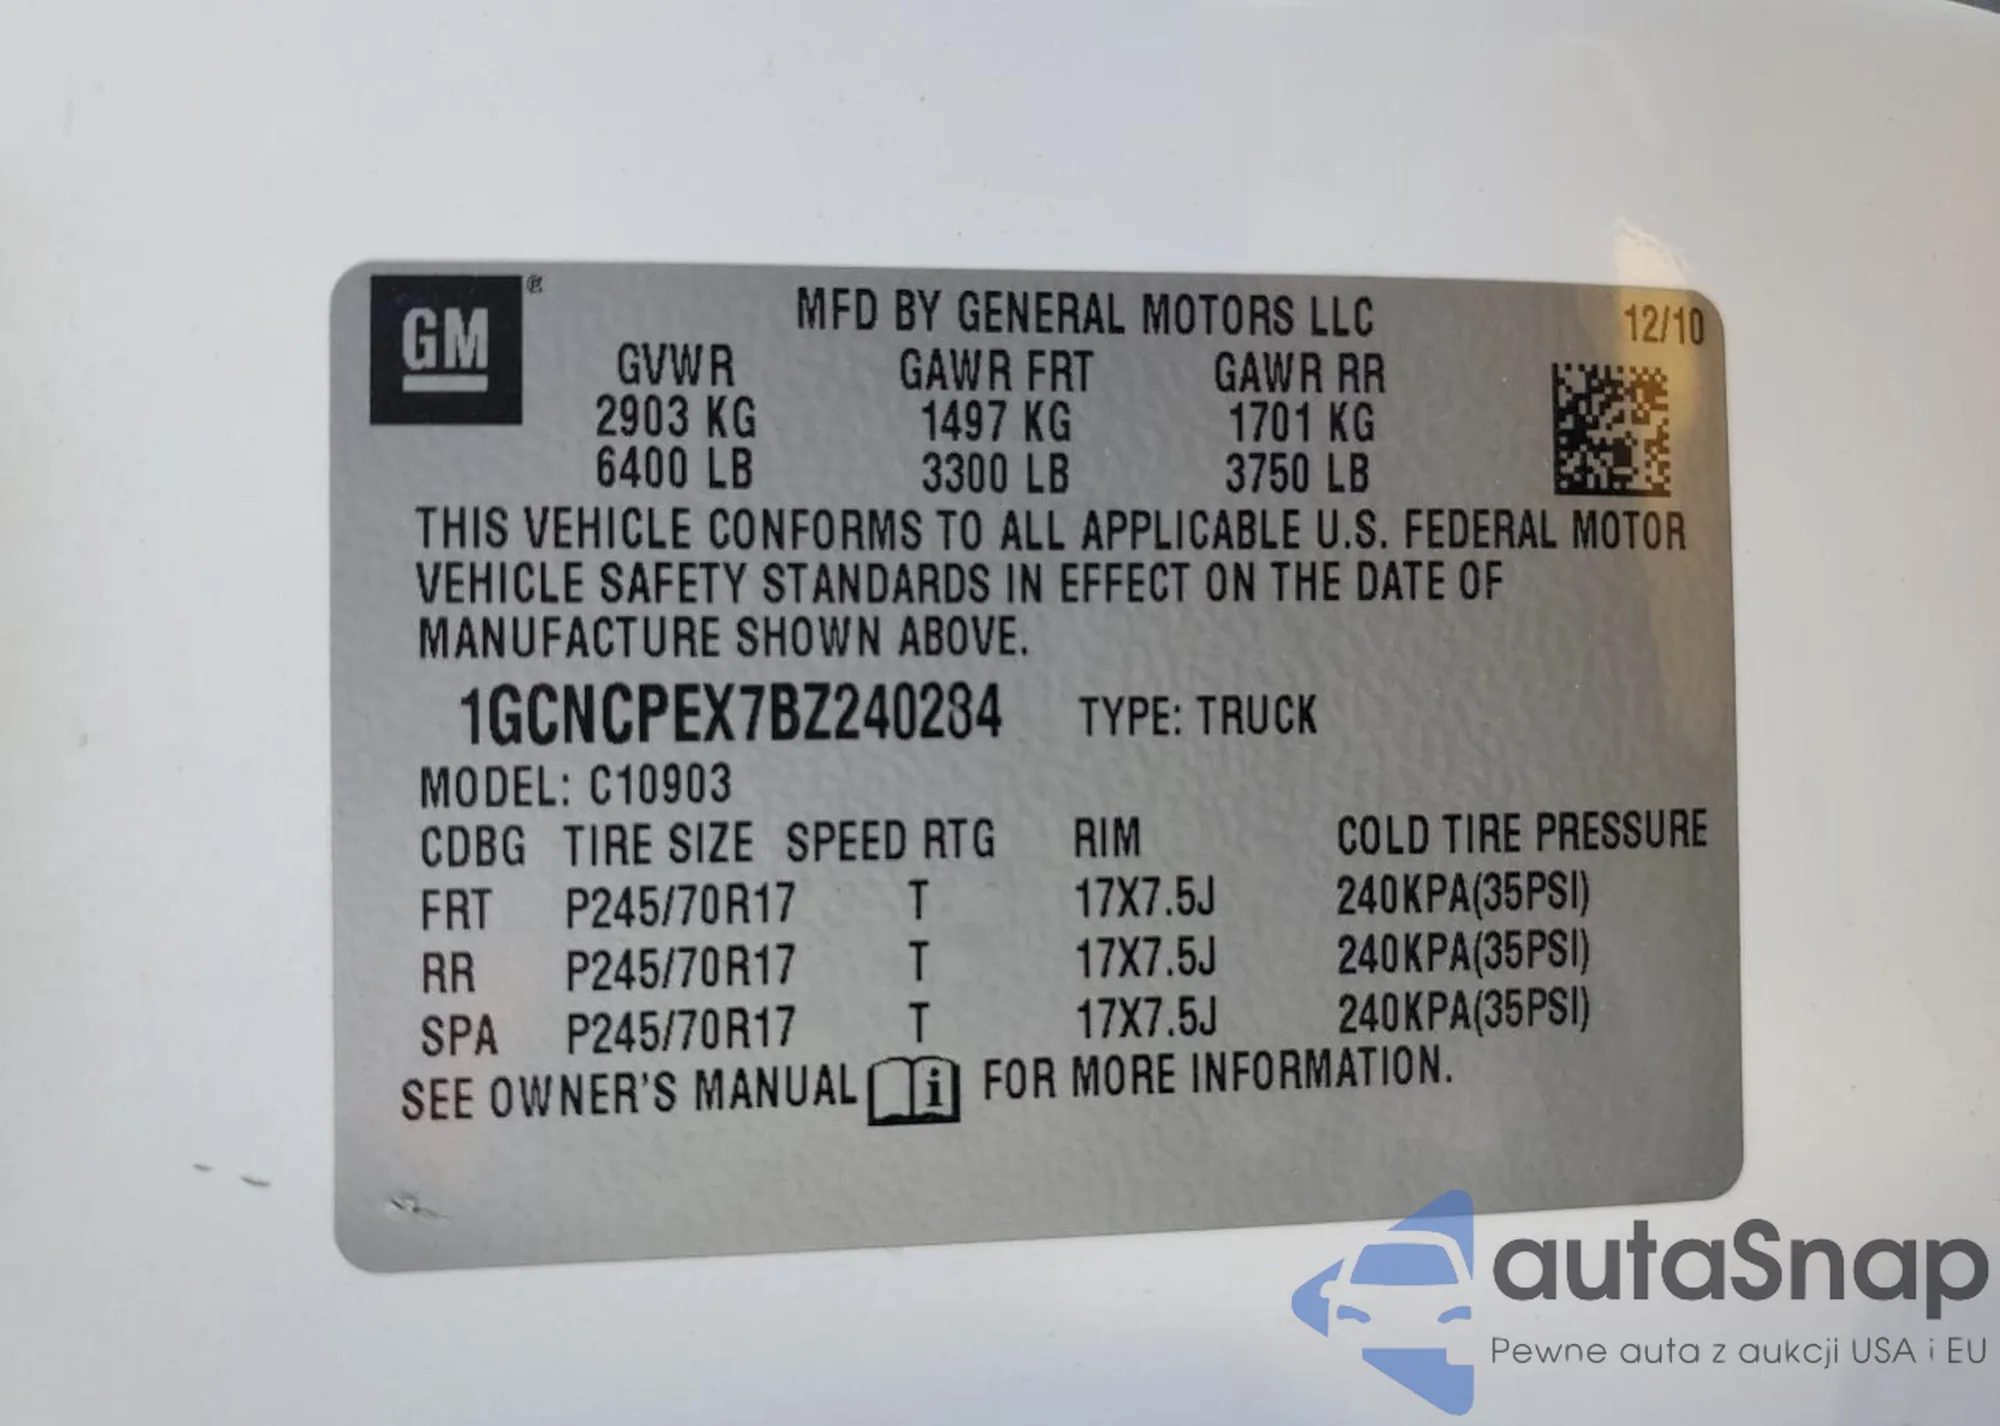 GM ®
MFD BY GENERAL MOTORS LLC 12/10
GVWR GAWR FRT GAWR RR
2903 KG 1497 KG 1701 KG
6400 LB 3300 LB 3750 LB
THIS VEHICLE CONFORMS TO ALL APPLICABLE U.S. FEDERAL MOTOR
VEHICLE SAFETY STANDARDS IN EFFECT ON THE DATE OF
MANUFACTURE SHOWN ABOVE.
1GCNCPEX7BZ240284 TYPE: TRUCK
MODEL: C10903
CDBG TIRE SIZE SPEED RTG RIM COLD TIRE PRESSURE
FRT P245/70R17 T 17X7.5J 240KPA(35PSI)
RR P245/70R17 T 17X7.5J 240KPA(35PSI)
SPA P245/70R17 T 17X7.5J 240KPA(35PSI)
SEE OWNER'S MANUAL i FOR MORE INFORMATION.
autaSnap
Pewne auta z aukcji USA i EU